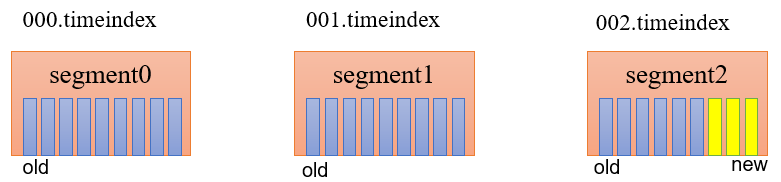 000.timeindex
001.timeindex
002.timeindex
segment0
segment1
segment2
old
old
old
new